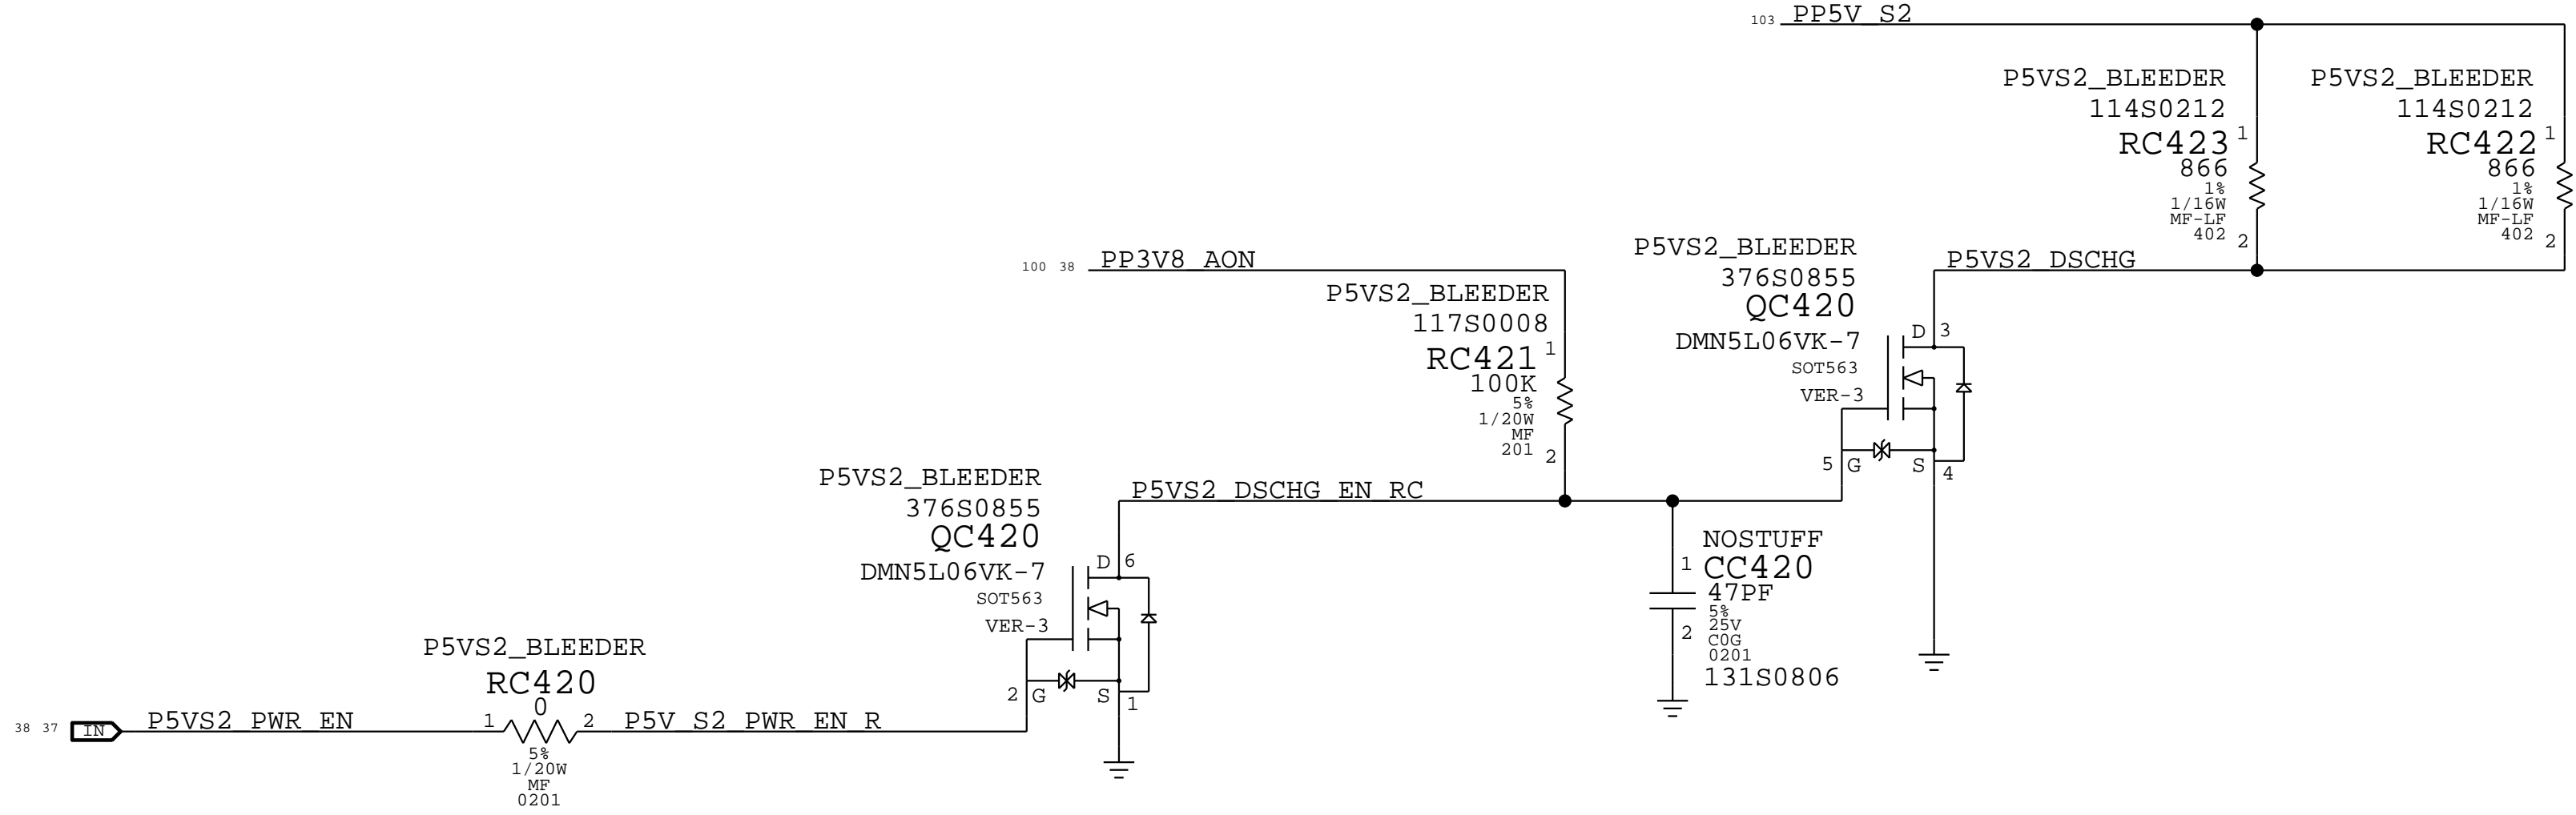 103 PP5V_S2
P5VS2_BLEEDER
114S0212
RC423
866
1%
1/16W
MF-LF
402
1
2
P5VS2_BLEEDER
114S0212
RC422
866
1%
1/16W
MF-LF
402
1
2
100 38 PP3V8_AON
P5VS2_BLEEDER
117S0008
RC421
100K
5%
1/20W
MF
201
1
2
P5VS2_BLEEDER
376S0855
QC420
DMN5L06VK-7
SOT563
VER-3
P5VS2_DSCHG
D 3
5 G S 4
P5VS2_BLEEDER
376S0855
QC420
DMN5L06VK-7
SOT563
VER-3
P5VS2_DSCHG_EN_RC
D 6
2 G S 1
NOSTUFF
1 CC420
47PF
5%
25V
2 C0G
0201
131S0806
P5VS2_BLEEDER
RC420
0
38 37 IN P5VS2_PWR_EN 1 2 P5V_S2_PWR_EN_R
5%
1/20W
MF
0201